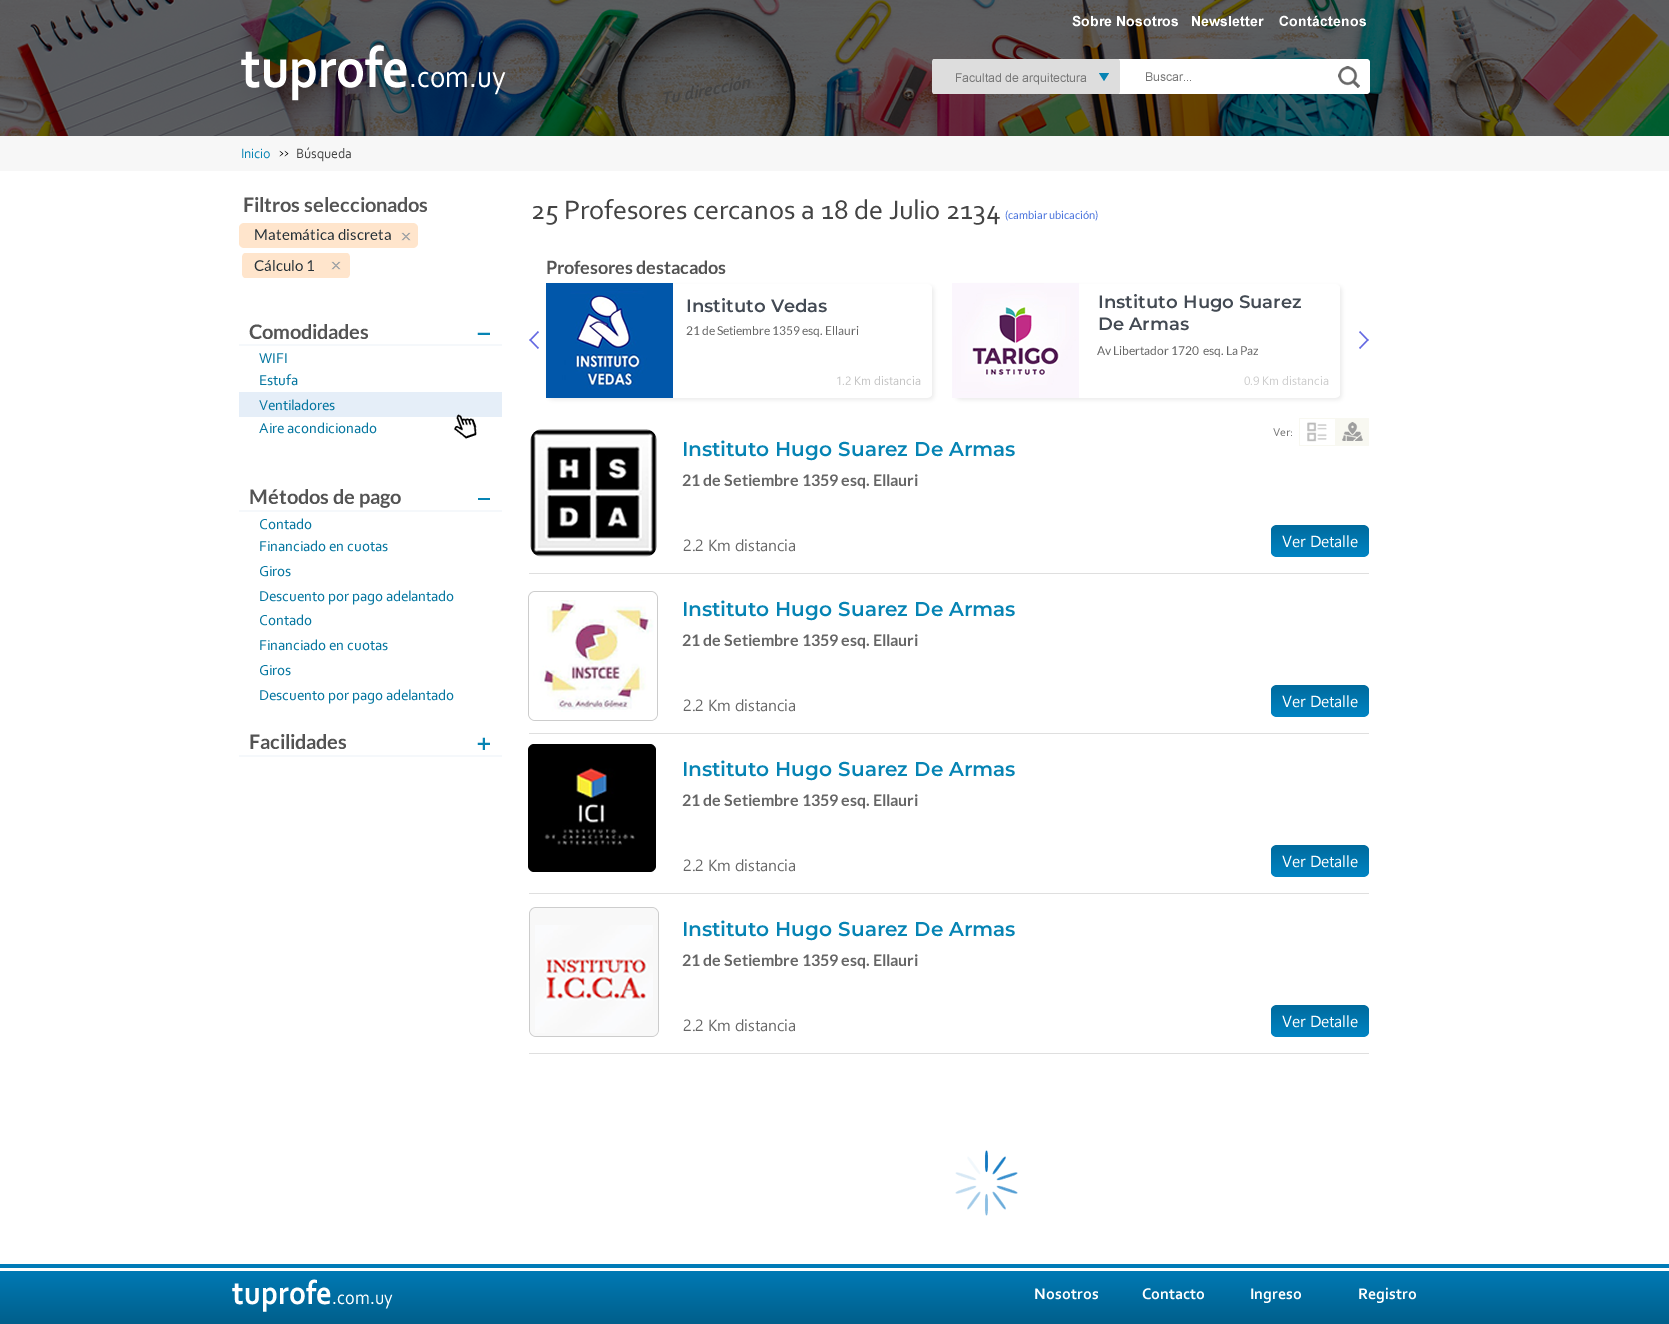 Sobre Nosotros Newsletter Contáctenos
tuprofe.com.uy
Facultad de arquitectura
Buscar...
Tu dirección
Inicio >> Búsqueda
Filtros seleccionados
Matemática discreta ×
Cálculo 1 ×
Comodidades −
WIFI
Estufa
Ventiladores
Aire acondicionado
Métodos de pago −
Contado
Financiado en cuotas
Giros
Descuento por pago adelantado
Contado
Financiado en cuotas
Giros
Descuento por pago adelantado
Facilidades +
25 Profesores cercanos a 18 de Julio 2134 (cambiar ubicación)
Profesores destacados
INSTITUTO
VEDAS
Instituto Vedas
21 de Setiembre 1359 esq. Ellauri
1.2 Km distancia
TARIGO
INSTITUTO
Instituto Hugo Suarez
De Armas
Av Libertador 1720 esq. La Paz
0.9 Km distancia
Ver:
H S
D A
Instituto Hugo Suarez De Armas
21 de Setiembre 1359 esq. Ellauri
2.2 Km distancia
Ver Detalle
INSTCEE
Cra. Andrula Gómez
Instituto Hugo Suarez De Armas
21 de Setiembre 1359 esq. Ellauri
2.2 Km distancia
Ver Detalle
ICI
INSTITUTO
DE CAPACITACIÓN
INTERACTIVA
Instituto Hugo Suarez De Armas
21 de Setiembre 1359 esq. Ellauri
2.2 Km distancia
Ver Detalle
INSTITUTO
I.C.C.A.
Instituto Hugo Suarez De Armas
21 de Setiembre 1359 esq. Ellauri
2.2 Km distancia
Ver Detalle
tuprofe.com.uy
Nosotros Contacto Ingreso Registro